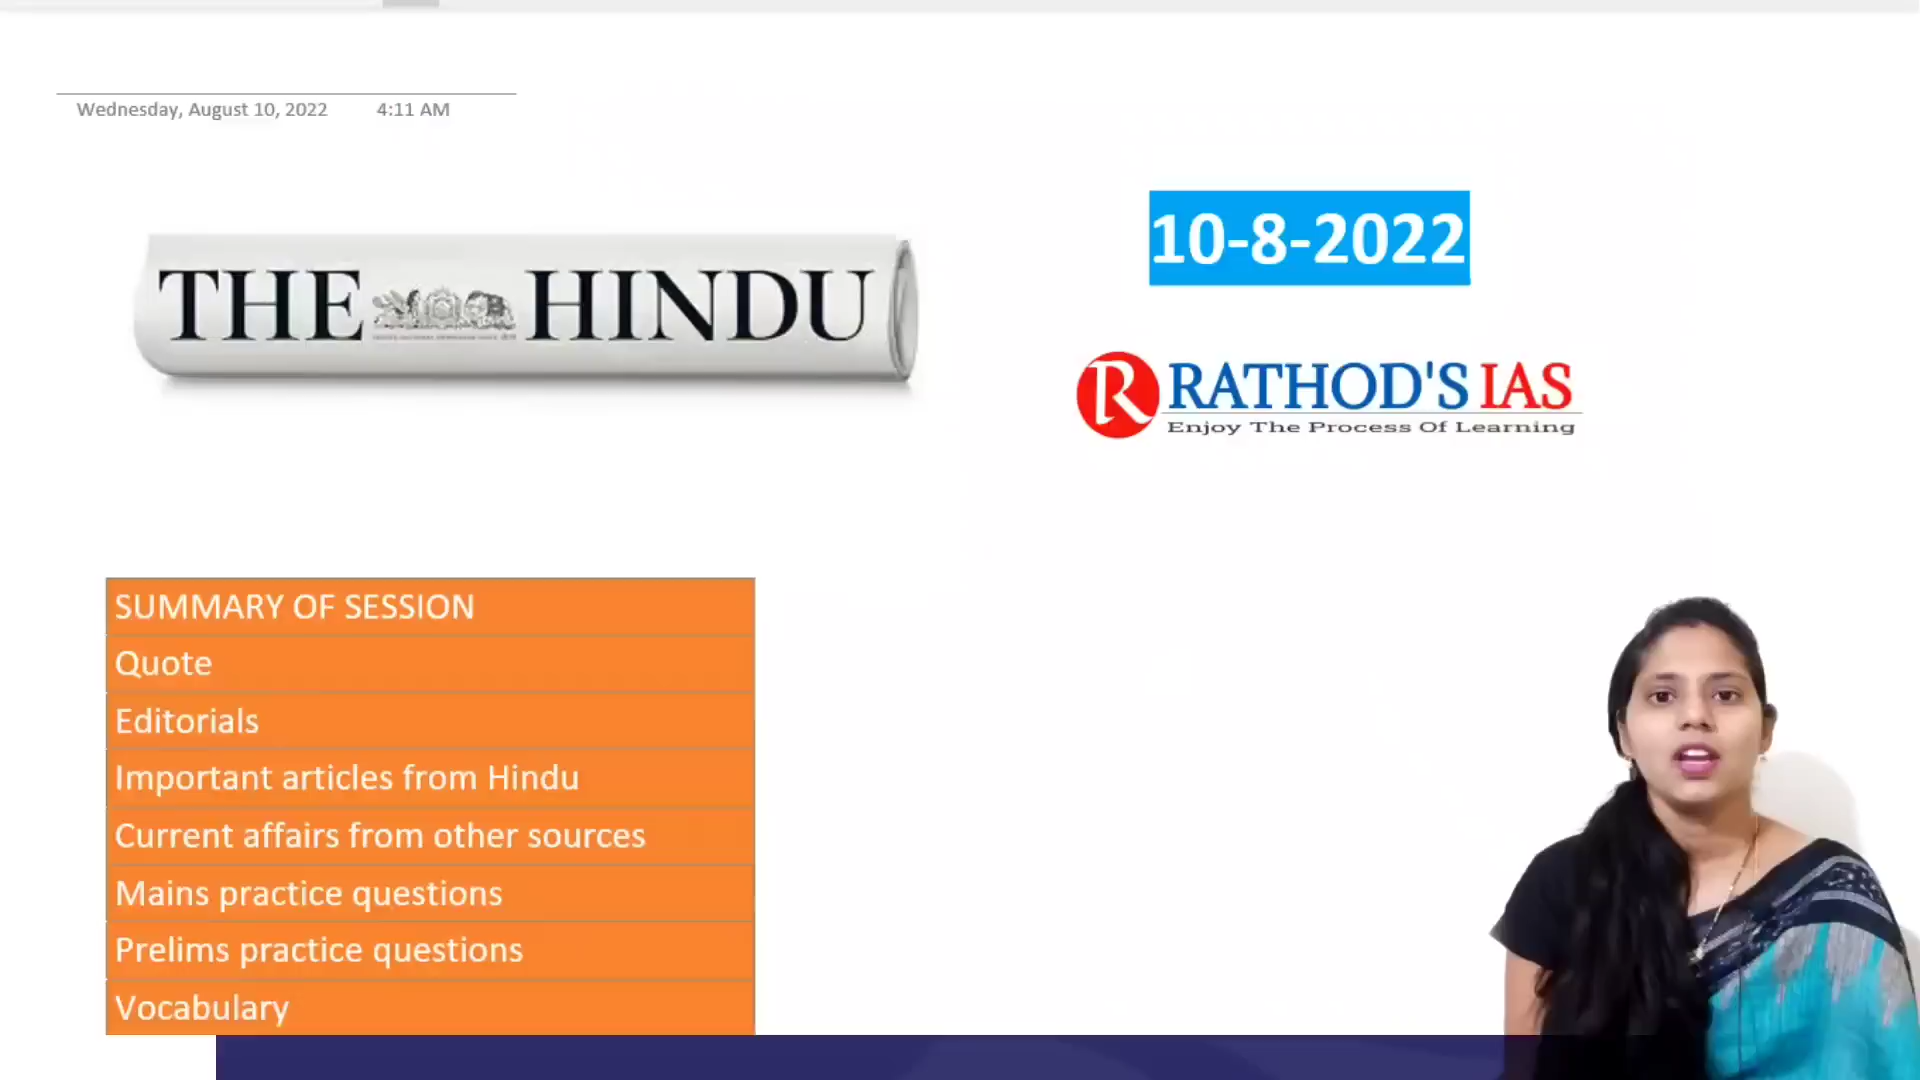 Wednesday, August 10, 2022 4:11 AM
10-8-2022
THE HINDU
RATHOD'S IAS
Enjoy The Process Of Learning
SUMMARY OF SESSION
Quote
Editorials
Important articles from Hindu
Current affairs from other sources
Mains practice questions
Prelims practice questions
Vocabulary